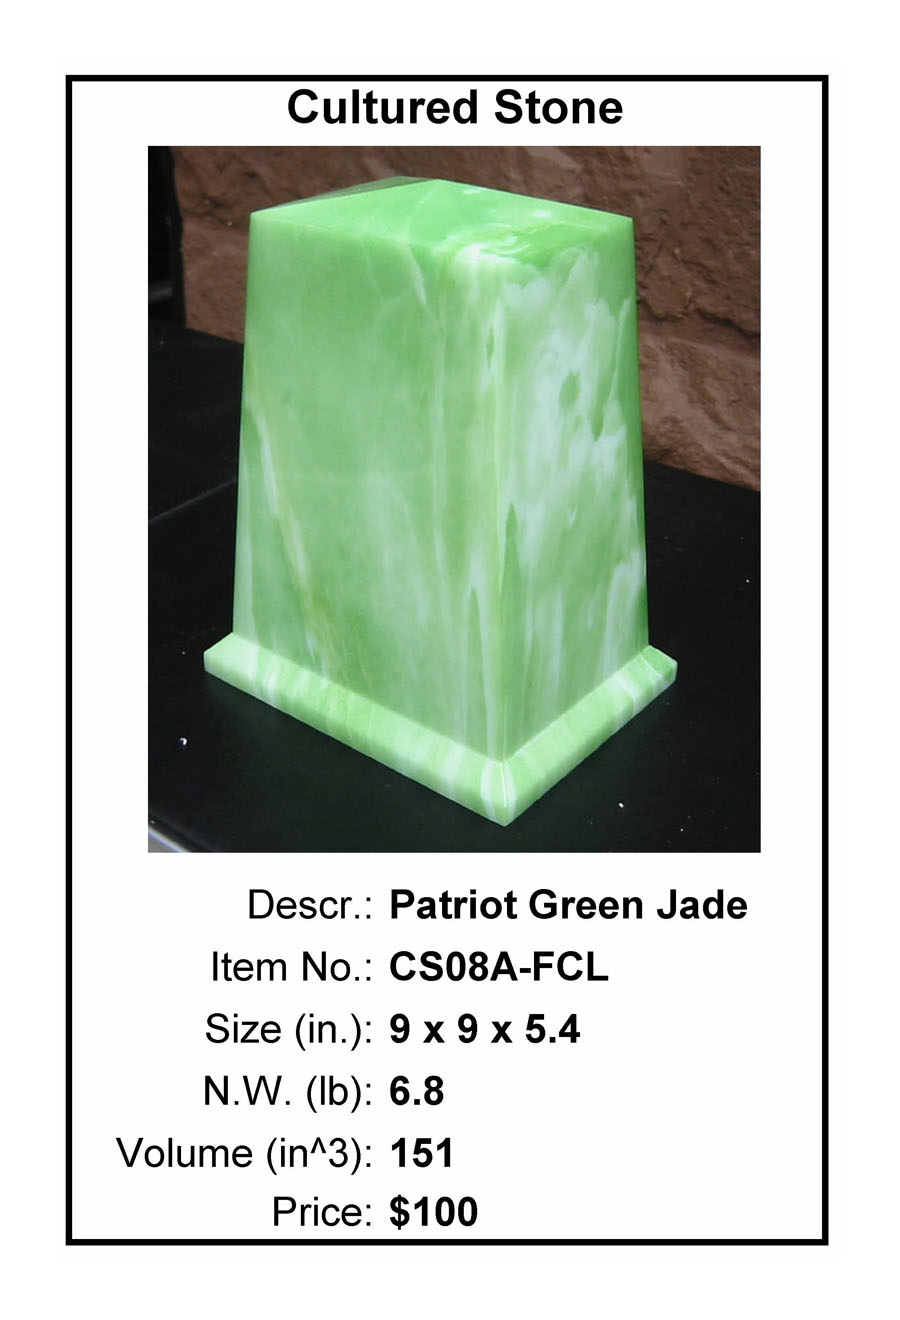 Cultured Stone
Descr.: Patriot Green Jade
Item No.: CS08A-FCL
Size (in.): 9 x 9 x 5.4
N.W. (lb): 6.8
Volume (in^3): 151
Price: $100